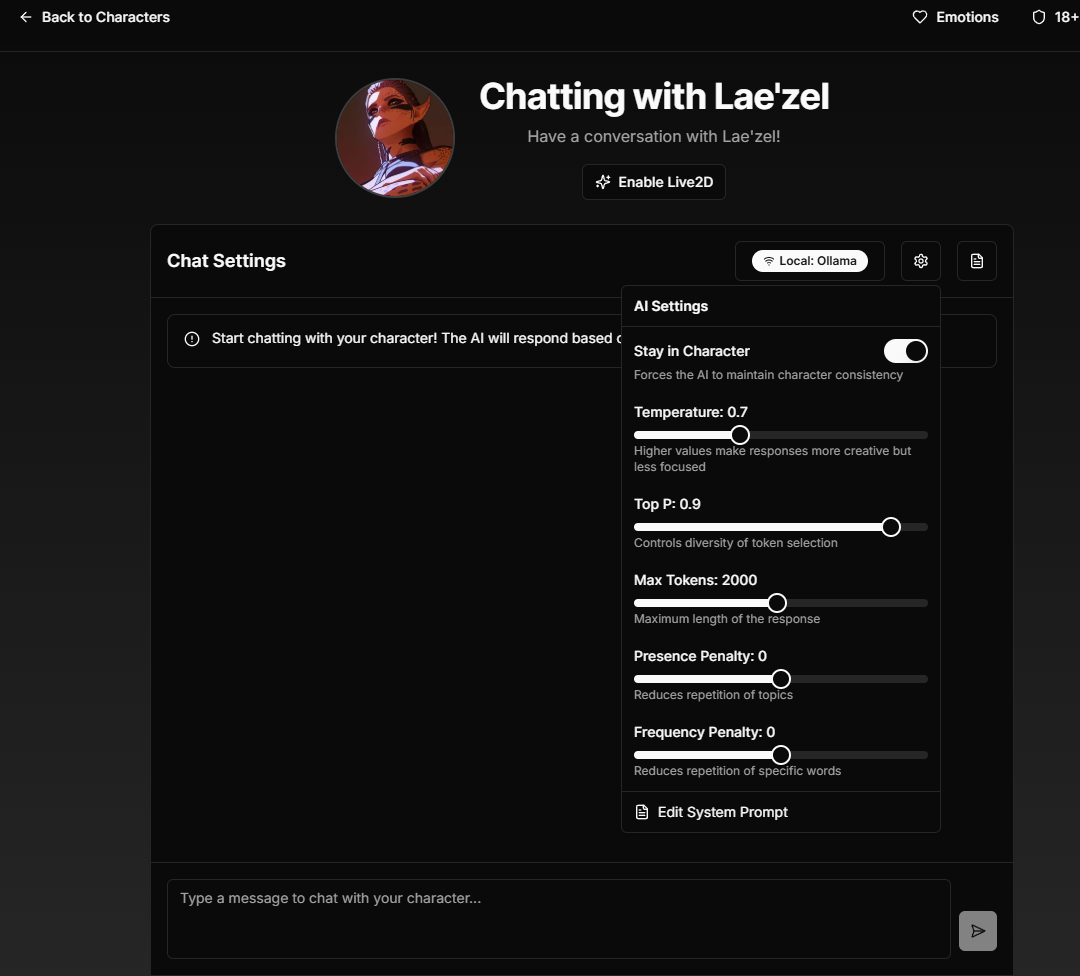 Back to Characters
Emotions
18+
Chatting with Lae'zel
Have a conversation with Lae'zel!
Enable Live2D
Chat Settings
Local: Ollama
Start chatting with your character! The AI will respond based
AI Settings
Stay in Character
Forces the AI to maintain character consistency
Temperature: 0.7
Higher values make responses more creative but
less focused
Top P: 0.9
Controls diversity of token selection
Max Tokens: 2000
Maximum length of the response
Presence Penalty: 0
Reduces repetition of topics
Frequency Penalty: 0
Reduces repetition of specific words
Edit System Prompt
Type a message to chat with your character...